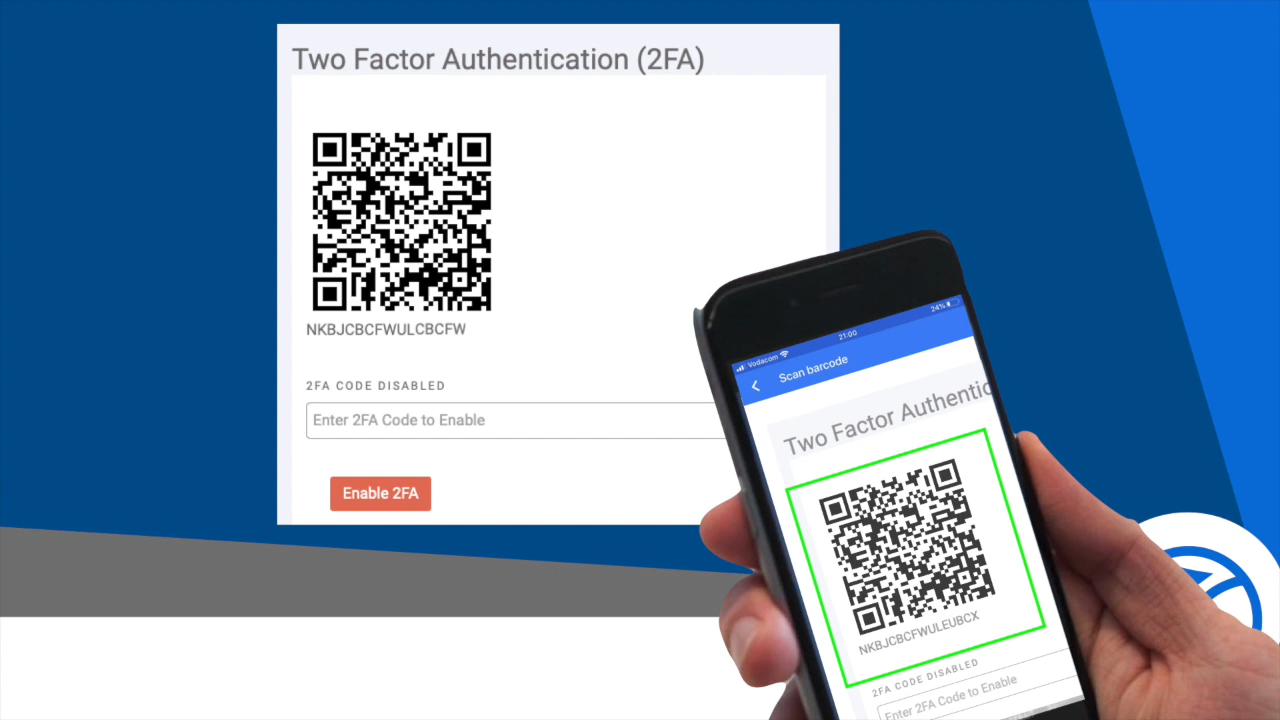 Two Factor Authentication (2FA)
NKBJCBCFWULCBCFW
2FA CODE DISABLED
Enter 2FA Code to Enable
Enable 2FA
Vodacom
21:00
24%
Scan barcode
Two Factor Authentic
NKBJCBCFWULEUBCX
2FA CODE DISABLED
Enter 2FA Code to Enable